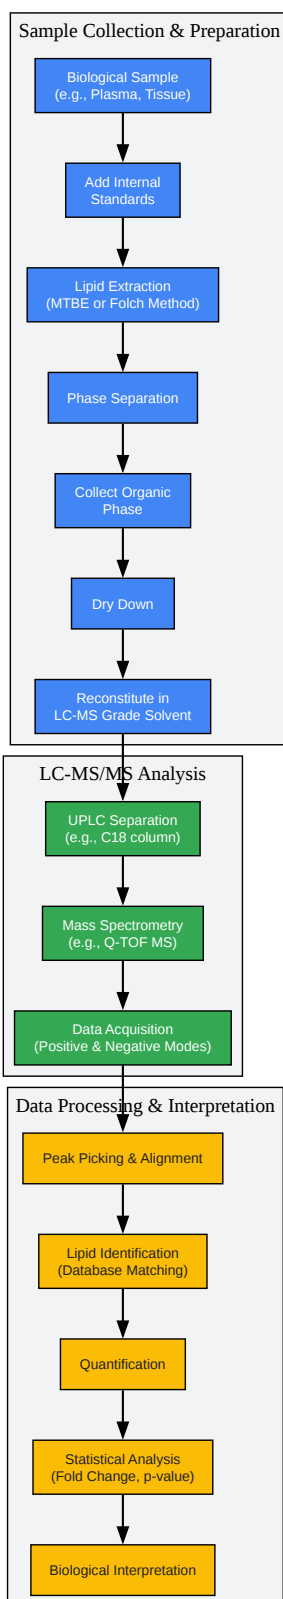 Sample Collection & Preparation
Biological Sample
(e.g., Plasma, Tissue)
Add Internal
Standards
Lipid Extraction
(MTBE or Folch Method)
Phase Separation
Collect Organic
Phase
Dry Down
Reconstitute in
LC-MS Grade Solvent
LC-MS/MS Analysis
UPLC Separation
(e.g., C18 column)
Mass Spectrometry
(e.g., Q-TOF MS)
Data Acquisition
(Positive & Negative Modes)
Data Processing & Interpretation
Peak Picking & Alignment
Lipid Identification
(Database Matching)
Quantification
Statistical Analysis
(Fold Change, p-value)
Biological Interpretation